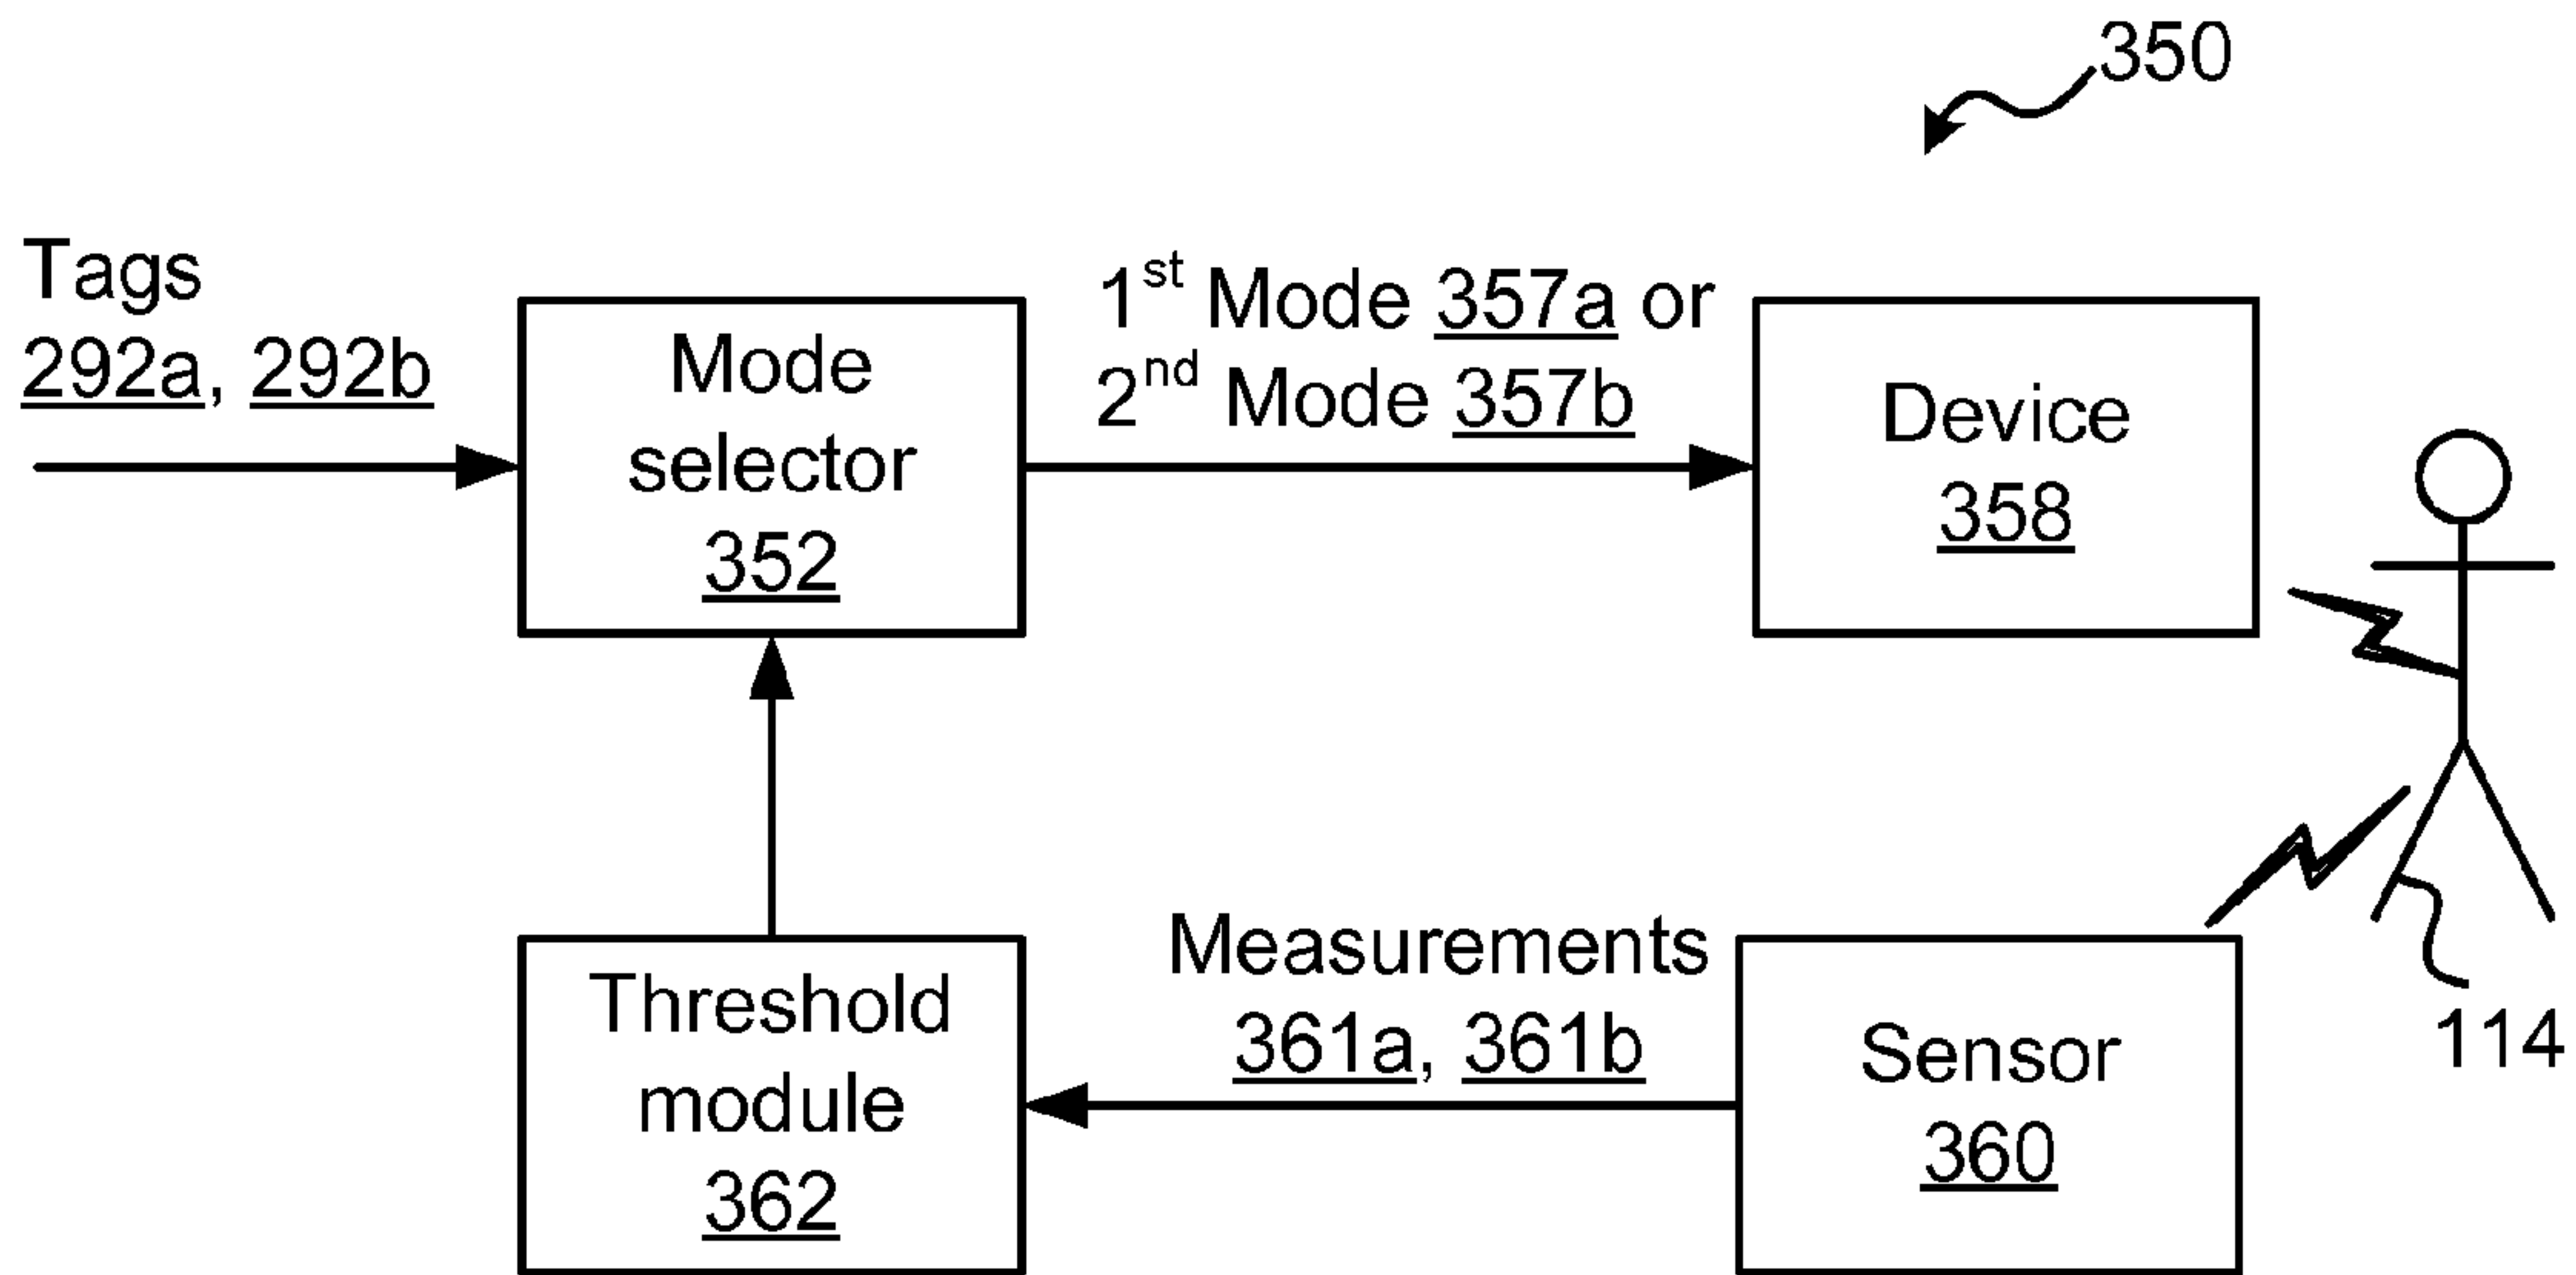 350
Tags
292a, 292b
Mode
selector
352
1st Mode 357a or
2nd Mode 357b
Device
358
Threshold
module
362
Measurements
361a, 361b
Sensor
360
114